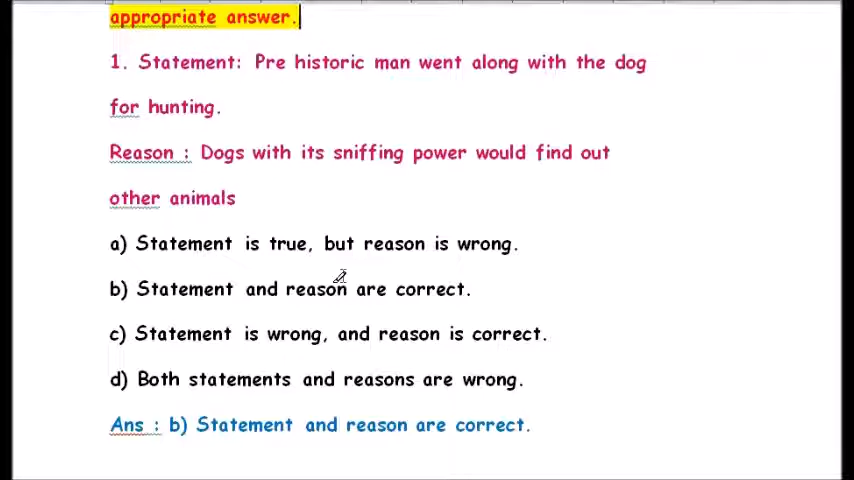 appropriate answer.
1. Statement: Pre historic man went along with the dog
for hunting.
Reason : Dogs with its sniffing power would find out
other animals
a) Statement is true, but reason is wrong.
b) Statement and reason are correct.
c) Statement is wrong, and reason is correct.
d) Both statements and reasons are wrong.
Ans : b) Statement and reason are correct.